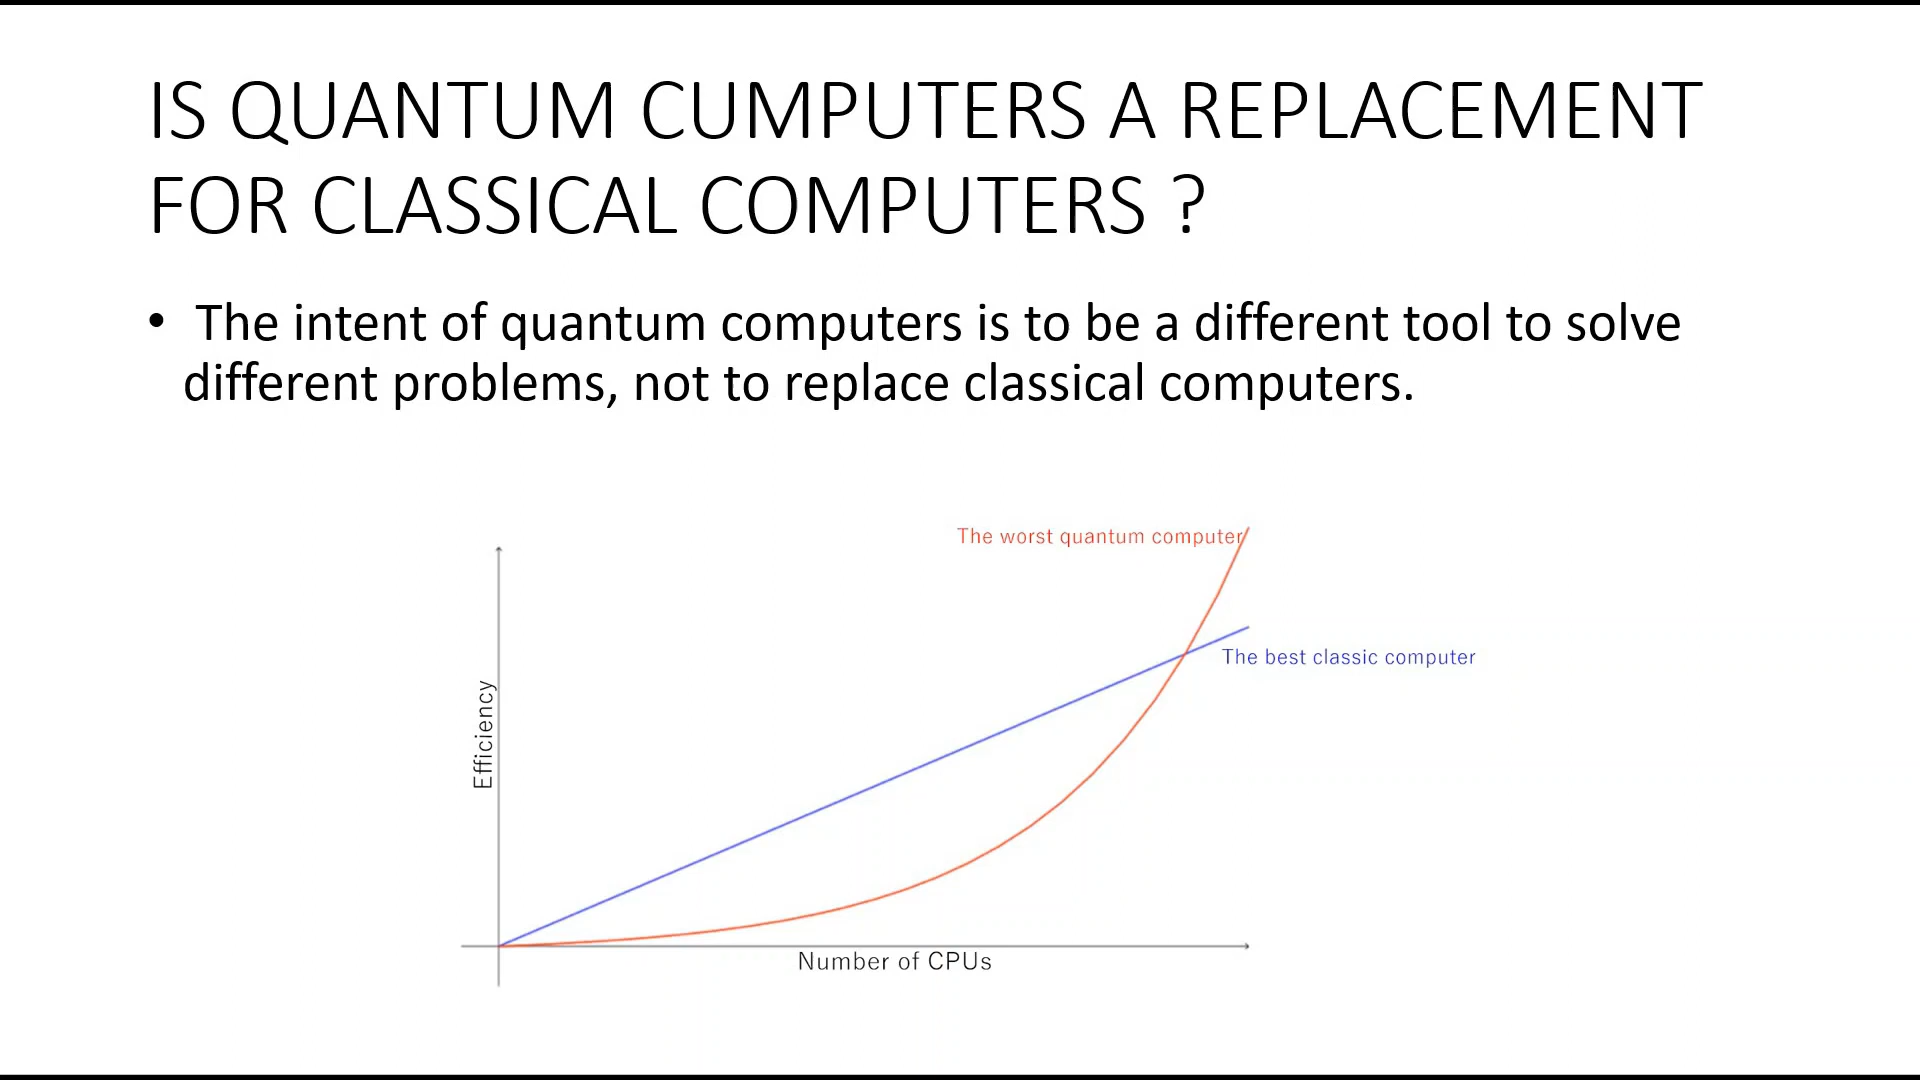 IS QUANTUM CUMPUTERS A REPLACEMENT
FOR CLASSICAL COMPUTERS ?
• The intent of quantum computers is to be a different tool to solve
different problems, not to replace classical computers.
The worst quantum computer
The best classic computer
Efficiency
Number of CPUs